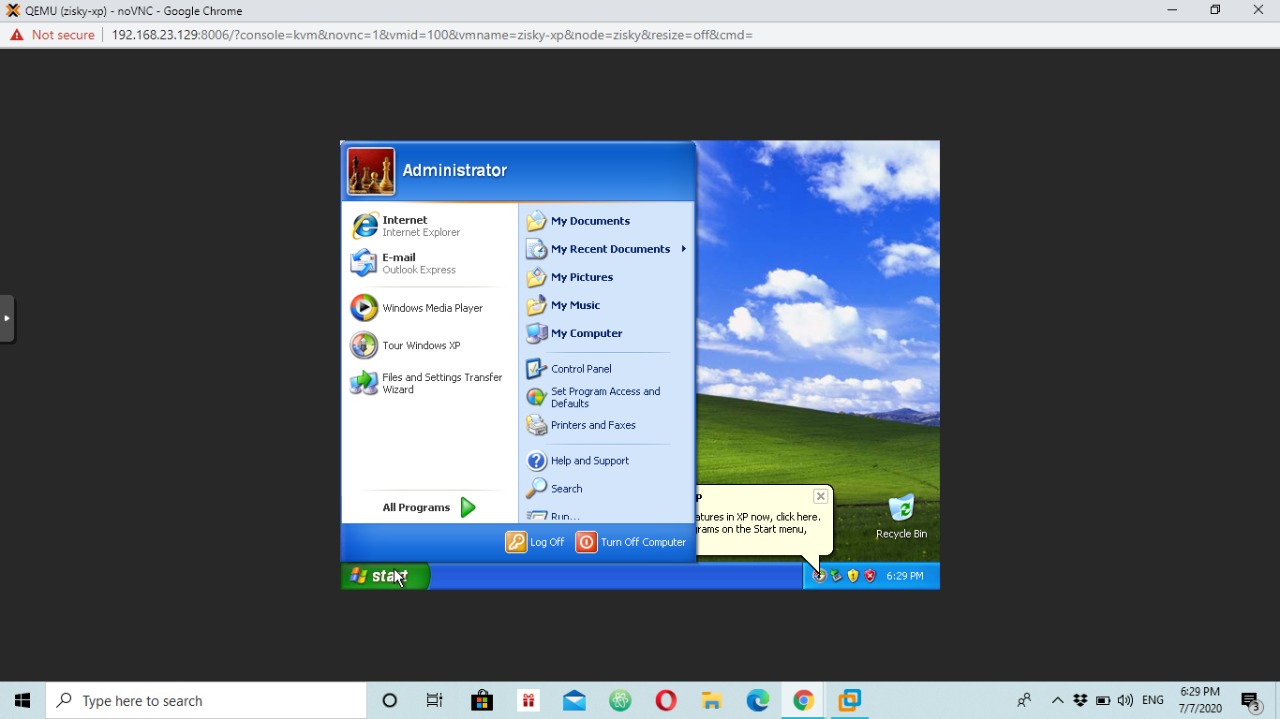 QEMU (zisky-xp) - noVNC - Google Chrome
Not secure
192.168.23.129:8006/?console=kvm&novnc=1&vmid=100&vmname=zisky-xp&node=zisky&resize=off&cmd=
Administrator
Internet
Internet Explorer
E-mail
Outlook Express
Windows Media Player
Tour Windows XP
Files and Settings Transfer
Wizard
All Programs
My Documents
My Recent Documents
My Pictures
My Music
My Computer
Control Panel
Set Program Access and
Defaults
Printers and Faxes
Help and Support
Search
Run...
Log Off
Turn Off Computer
P
atures in XP now, click here.
rams on the Start menu,
Recycle Bin
start
6:29 PM
Type here to search
ENG
6:29 PM
7/7/2020
3